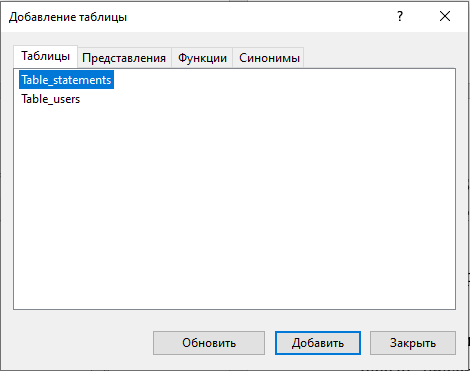 Добавление таблицы
Таблицы Представления Функции Синонимы
Table_statements
Table_users
Обновить Добавить Закрыть